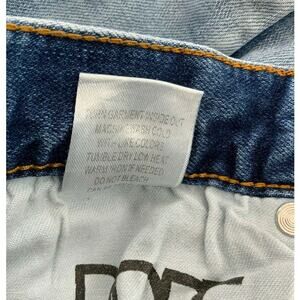 TURN GARMENT INSIDE OUT
MACHINE WASH COLD
WITH LIKE COLORS
TUMBLE DRY LOW HEAT
WARM IRON IF NEEDED
DO NOT BLEACH